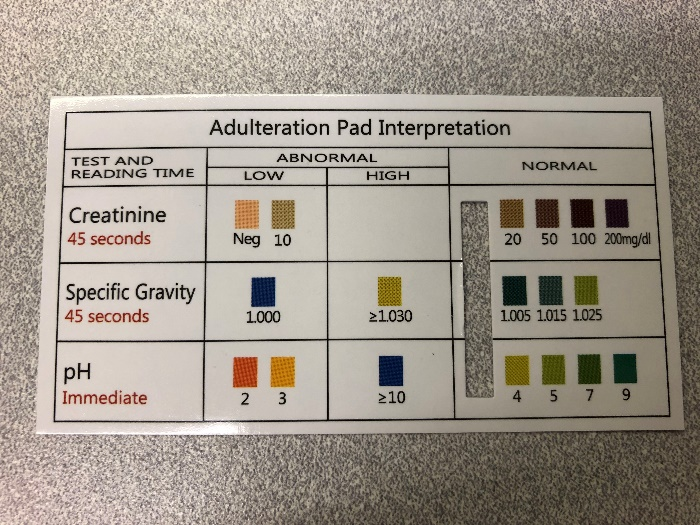 Adulteration Pad Interpretation
TEST AND
READING TIME
ABNORMAL
LOW
HIGH
NORMAL
Creatinine
45 seconds
Neg 10
20 50 100 200mg/dl
Specific Gravity
45 seconds
1.000
≥1.030
1.005 1.015 1.025
pH
Immediate
2 3
≥10
4 5 7 9